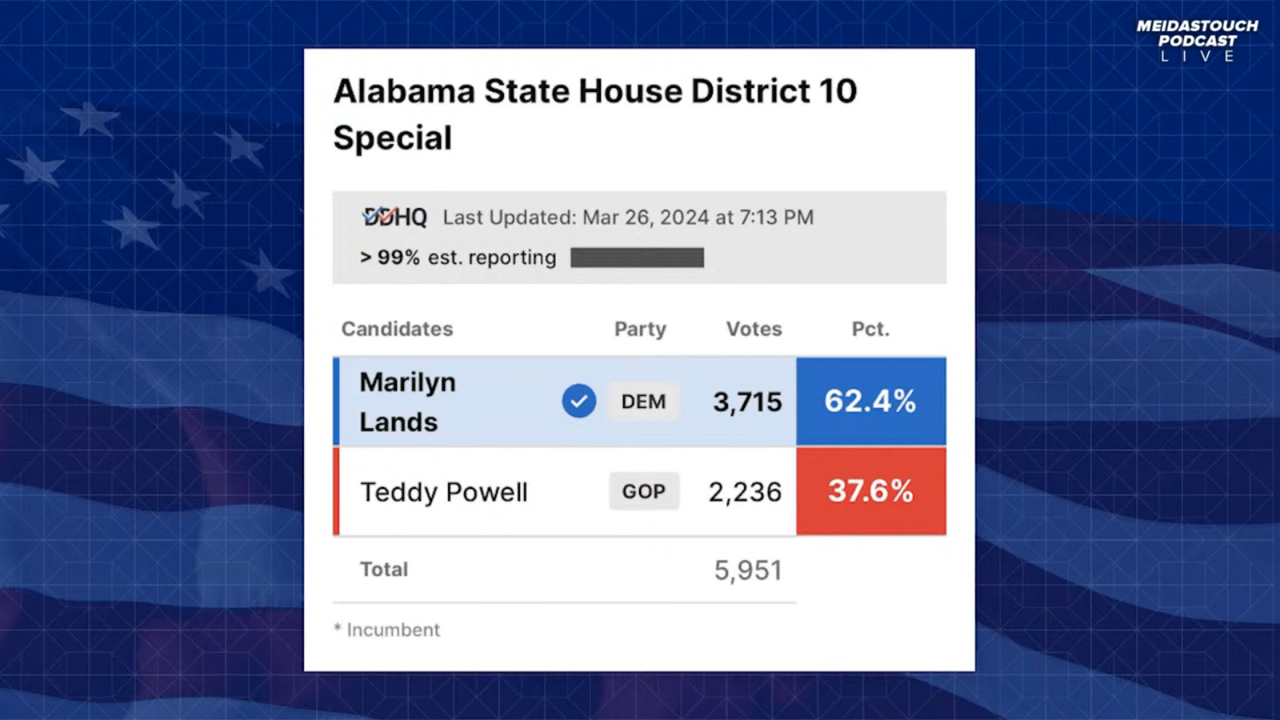 MEIDASTOUCH
PODCAST
LIVE
Alabama State House District 10
Special
DDHQ Last Updated: Mar 26, 2024 at 7:13 PM
> 99% est. reporting
Candidates Party Votes Pct.
Marilyn
Lands
DEM 3,715 62.4%
Teddy Powell GOP 2,236 37.6%
Total 5,951
* Incumbent